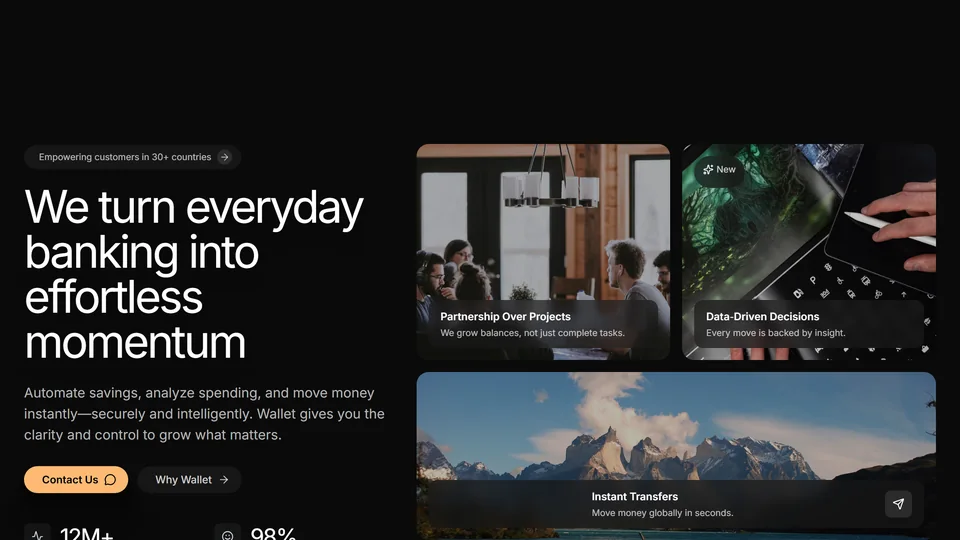 Empowering customers in 30+ countries
We turn everyday
banking into
effortless
momentum
Automate savings, analyze spending, and move money
instantly—securely and intelligently. Wallet gives you the
clarity and control to grow what matters.
Contact Us
Why Wallet
12M+
98%
Partnership Over Projects
We grow balances, not just complete tasks.
New
Data-Driven Decisions
Every move is backed by insight.
Instant Transfers
Move money globally in seconds.